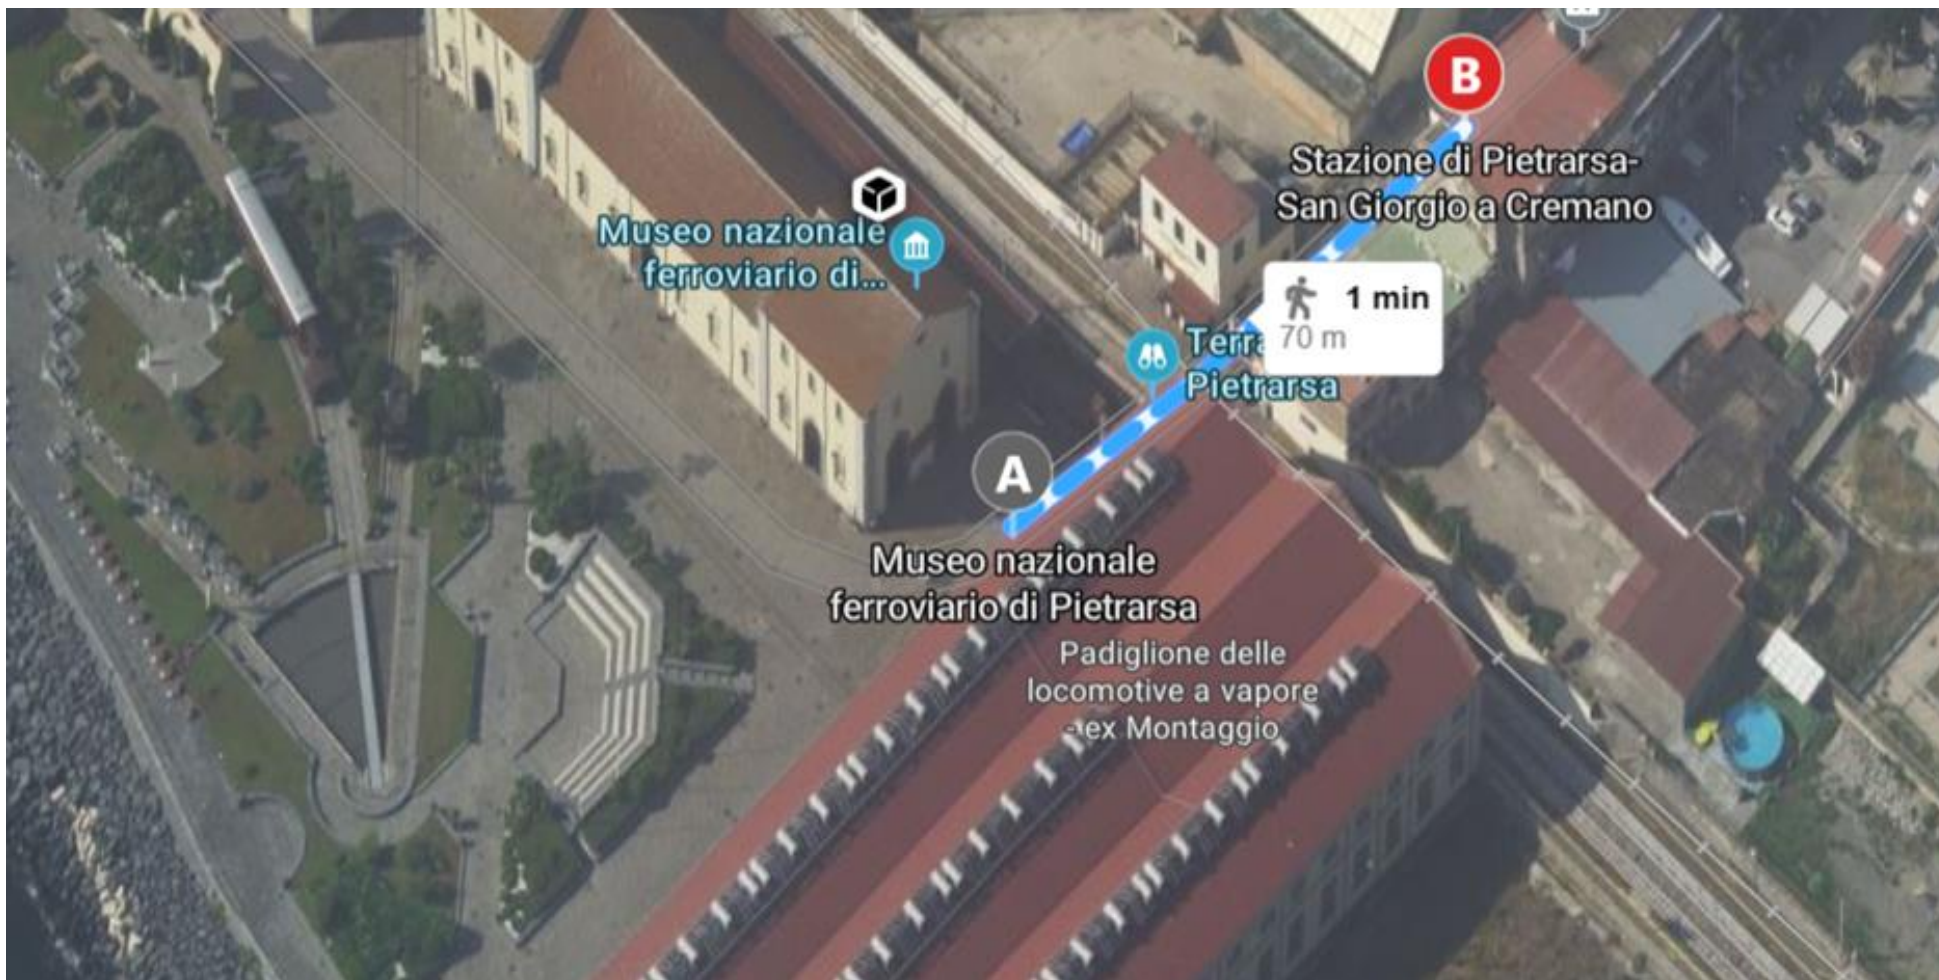 B
Stazione di Pietrarsa-
San Giorgio a Cremano
Museo nazionale
ferroviario di...
1 min
70 m
Terra
Pietrarsa
A
Museo nazionale
ferroviario di Pietrarsa
Padiglione delle
locomotive a vapore
- ex Montaggio